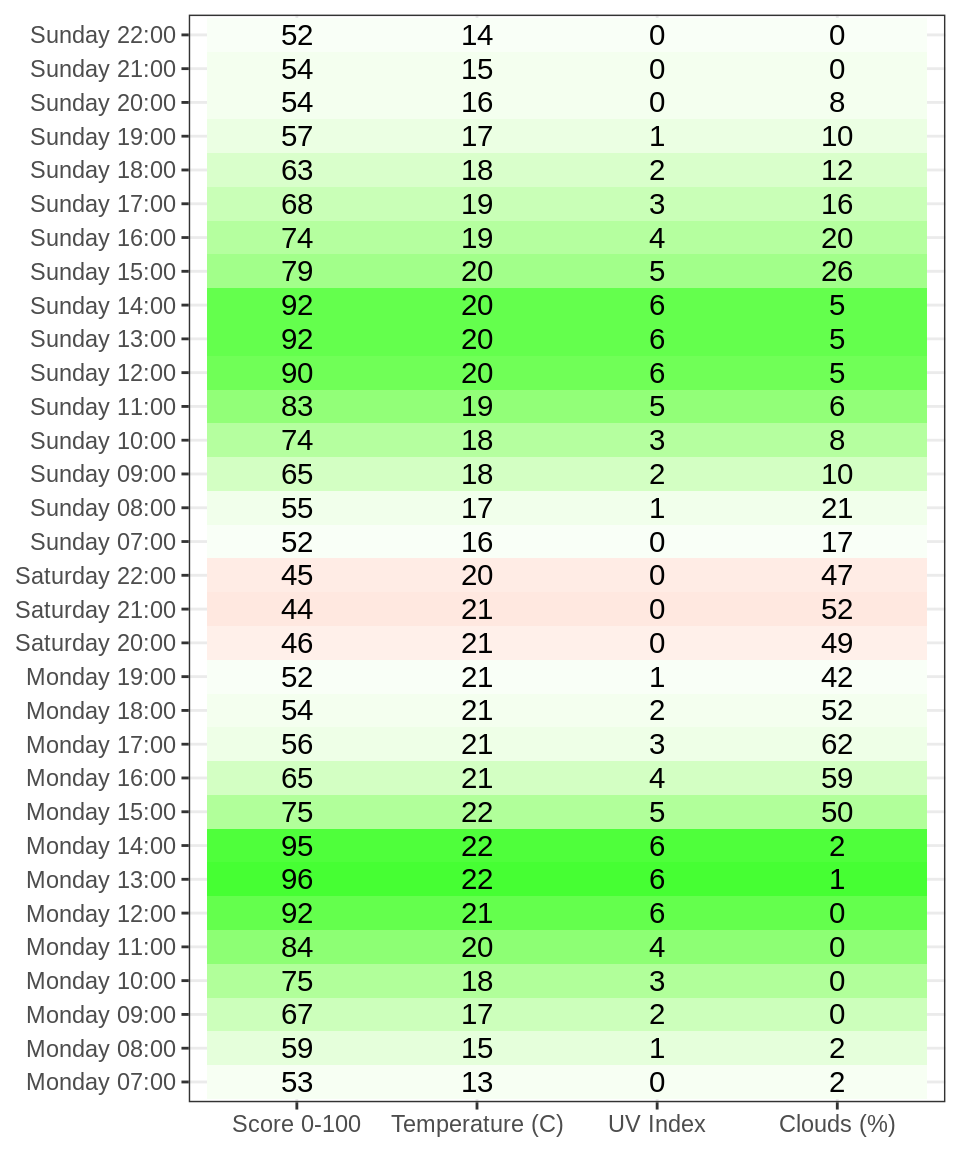 Sunday 22:00 52 14 0 0
Sunday 21:00 54 15 0 0
Sunday 20:00 54 16 0 8
Sunday 19:00 57 17 1 10
Sunday 18:00 63 18 2 12
Sunday 17:00 68 19 3 16
Sunday 16:00 74 19 4 20
Sunday 15:00 79 20 5 26
Sunday 14:00 92 20 6 5
Sunday 13:00 92 20 6 5
Sunday 12:00 90 20 6 5
Sunday 11:00 83 19 5 6
Sunday 10:00 74 18 3 8
Sunday 09:00 65 18 2 10
Sunday 08:00 55 17 1 21
Sunday 07:00 52 16 0 17
Saturday 22:00 45 20 0 47
Saturday 21:00 44 21 0 52
Saturday 20:00 46 21 0 49
Monday 19:00 52 21 1 42
Monday 18:00 54 21 2 52
Monday 17:00 56 21 3 62
Monday 16:00 65 21 4 59
Monday 15:00 75 22 5 50
Monday 14:00 95 22 6 2
Monday 13:00 96 22 6 1
Monday 12:00 92 21 6 0
Monday 11:00 84 20 4 0
Monday 10:00 75 18 3 0
Monday 09:00 67 17 2 0
Monday 08:00 59 15 1 2
Monday 07:00 53 13 0 2
Score 0-100 Temperature (C) UV Index Clouds (%)